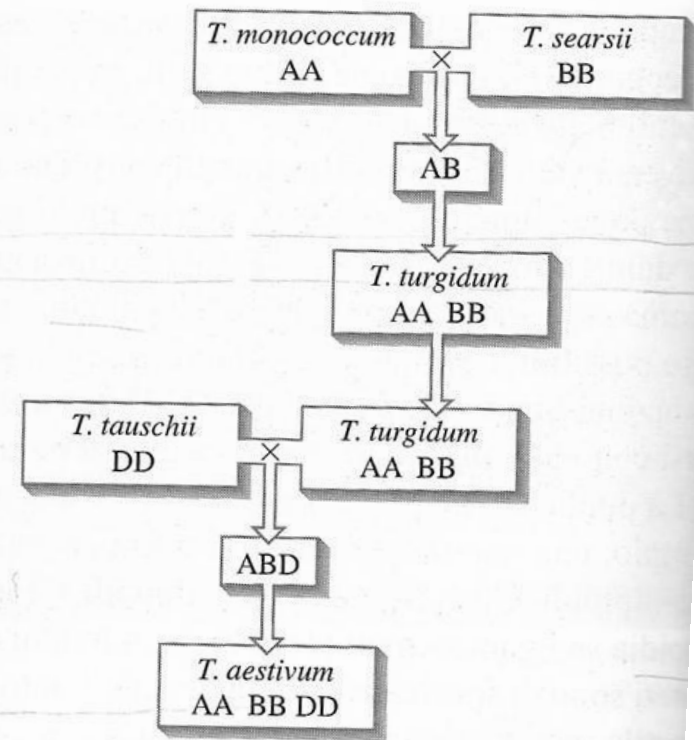 T. monococcum
AA
×
T. searsii
BB
AB
T. turgidum
AA BB
T. tauschii
DD
×
T. turgidum
AA BB
ABD
T. aestivum
AA BB DD